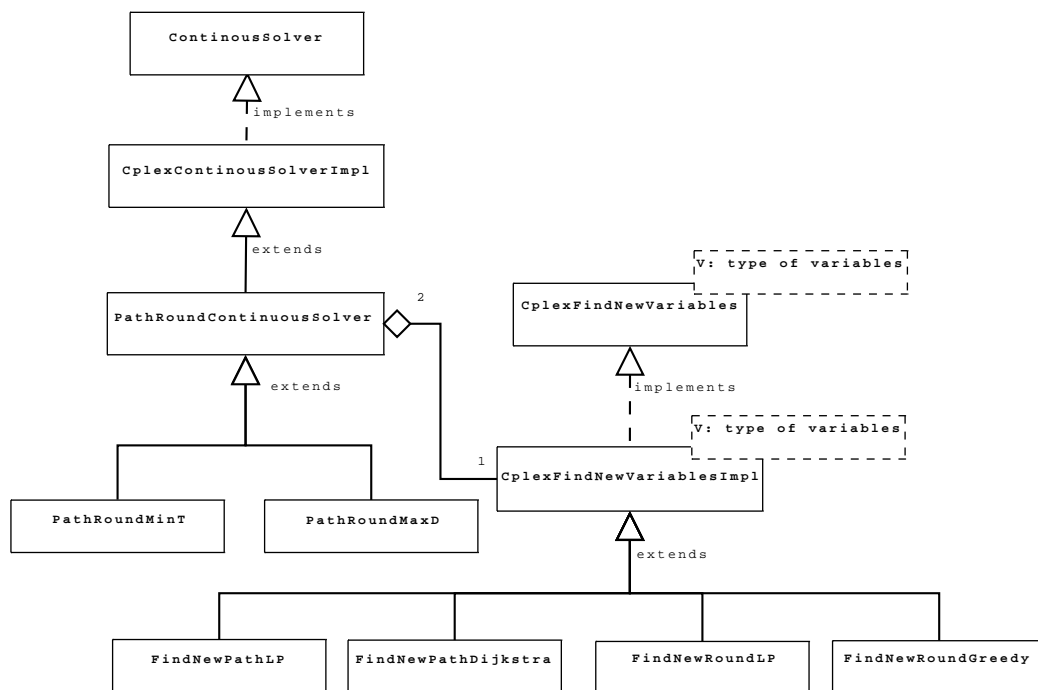 ContinousSolver
implements
CplexContinousSolverImpl
extends
V: type of variables
2
CplexFindNewVariables
PathRoundContinuousSolver
extends
implements
V: type of variables
1
CplexFindNewVariablesImpl
PathRoundMinT
PathRoundMaxD
extends
FindNewPathLP
FindNewPathDijkstra
FindNewRoundLP
FindNewRoundGreedy